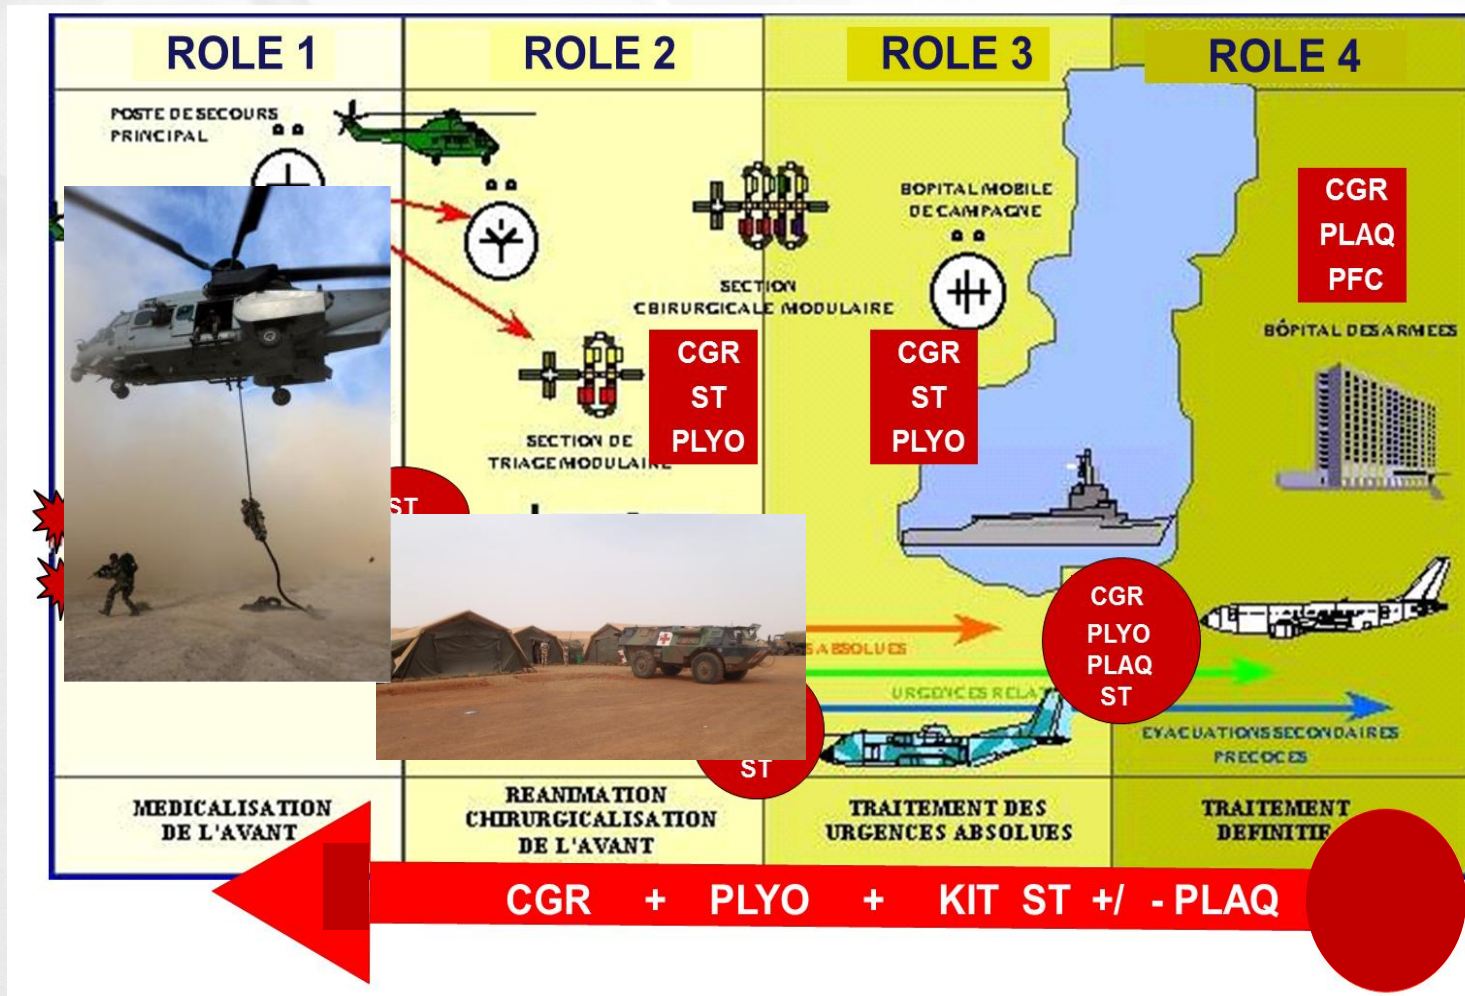 ROLE 1
ROLE 2
ROLE 3
ROLE 4
POSTE DE SECOURS
PRINCIPAL
SECTION
CBIRURGICALE MODULAIRE
BOPITAL MOBILE
DE CAMPAGNE
CGR
PLAQ
PFC
BÔPITAL DES ARMEES
CGR
ST
PLYO
CGR
ST
PLYO
SECTION DE
TRIAGE MODULAIRE
ST
CGR
PLYO
PLAQ
ST
ABSOLUES
URGENCES RELAT
EVACUATIONS SECONDAIRES
PRECOCES
ST
MEDICALISATION
DE L'AVANT
REANIMATION
CHIRURGICALISATION
DE L'AVANT
TRAITEMENT DES
URGENCES ABSOLUES
TRAITEMENT
DEFINITIF
CGR + PLYO + KIT ST +/ - PLAQ